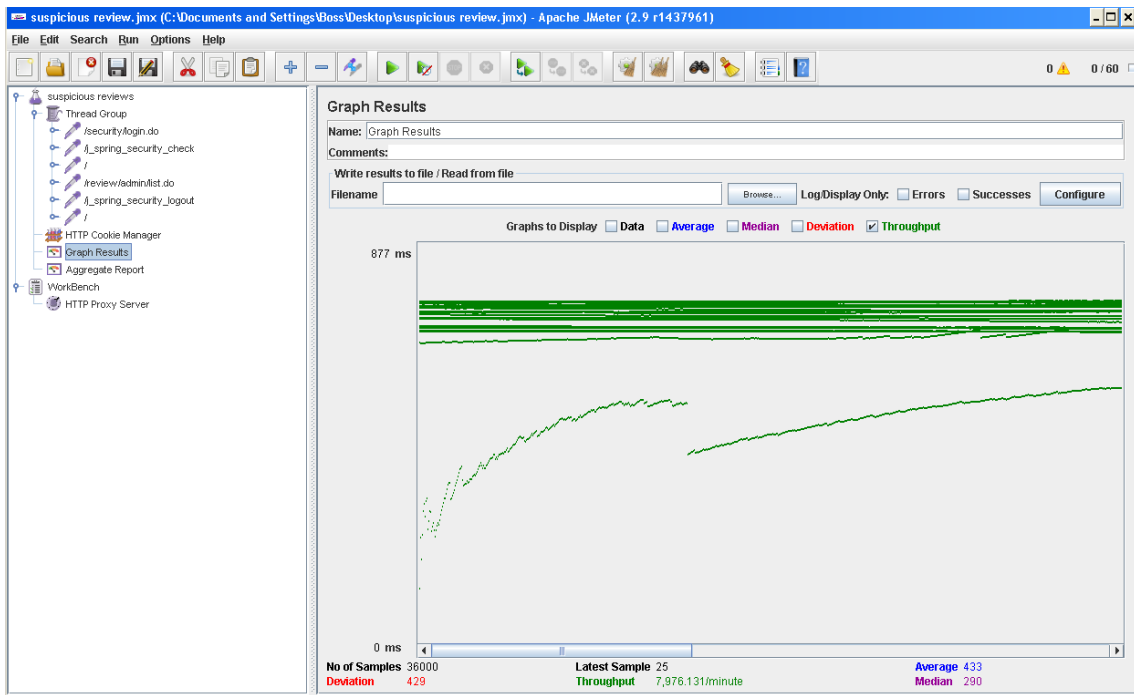 suspicious review.jmx (C:\Documents and Settings\Boss\Desktop\suspicious review.jmx) - Apache JMeter (2.9 r1437961)
File Edit Search Run Options Help
0 0 / 60
suspicious reviews
Thread Group
/security/login.do
/j_spring_security_check
/
/review/admin/list.do
/j_spring_security_logout
/
HTTP Cookie Manager
Graph Results
Aggregate Report
WorkBench
HTTP Proxy Server
Graph Results
Name: Graph Results
Comments:
Write results to file / Read from file
Filename Browse... Log/Display Only: Errors Successes Configure
Graphs to Display Data Average Median Deviation Throughput
877 ms
0 ms
No of Samples 36000 Latest Sample 25 Average 433
Deviation 429 Throughput 7,976.131/minute Median 290